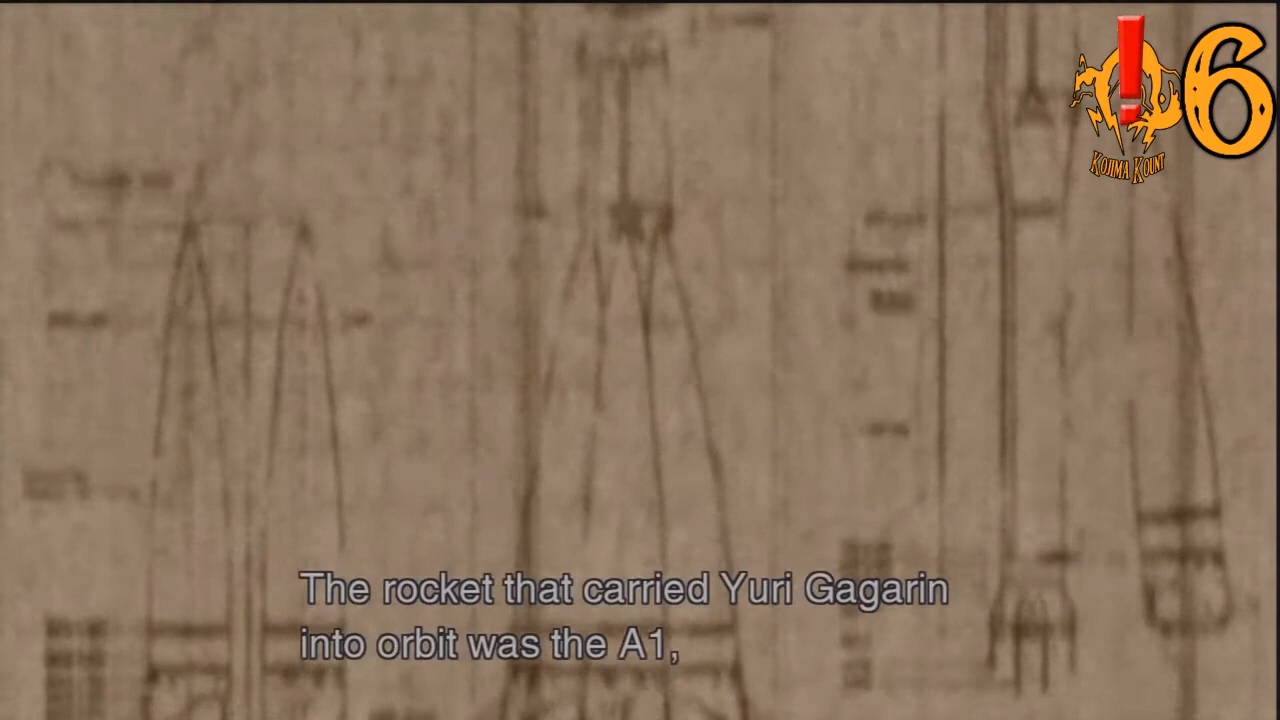 6
KOJIMA KOUNT
The rocket that carried Yuri Gagarin
into orbit was the A1,